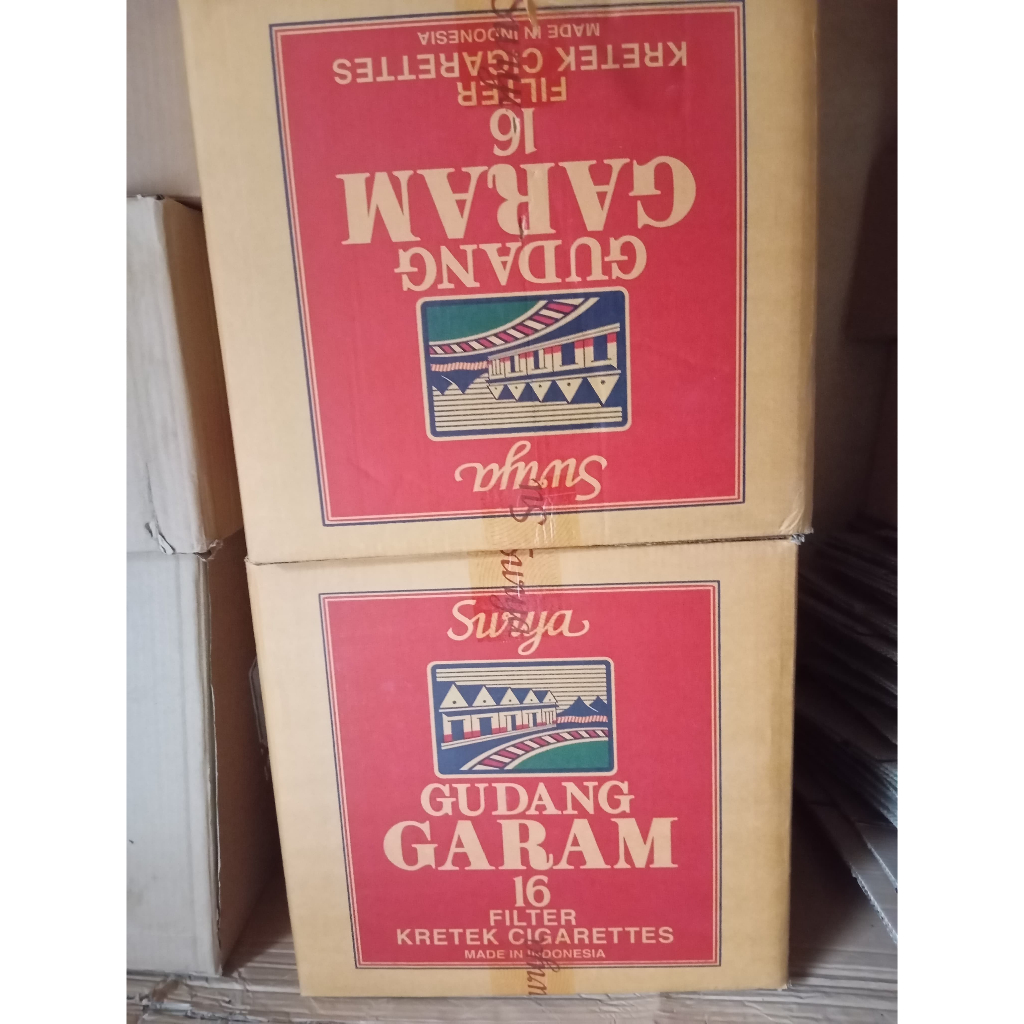 MADE IN INDONESIA
KRETEK CIGARETTES
FILTER
16
GARAM
GUDANG
Surya
Surya
GUDANG
GARAM
16
FILTER
KRETEK CIGARETTES
MADE IN INDONESIA